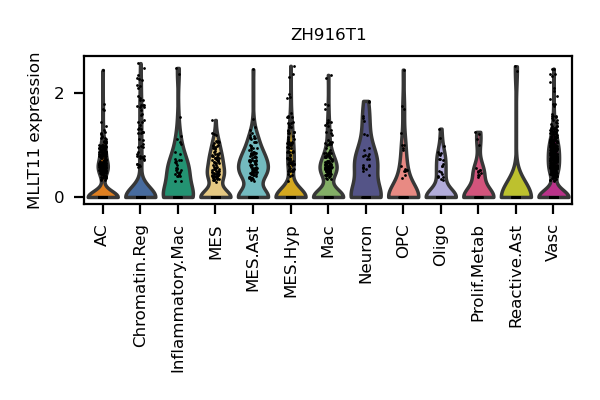 ZH916T1
MLLT11 expression
2
0
AC
Chromatin.Reg
Inflammatory.Mac
MES
MES.Ast
MES.Hyp
Mac
Neuron
OPC
Oligo
Prolif.Metab
Reactive.Ast
Vasc